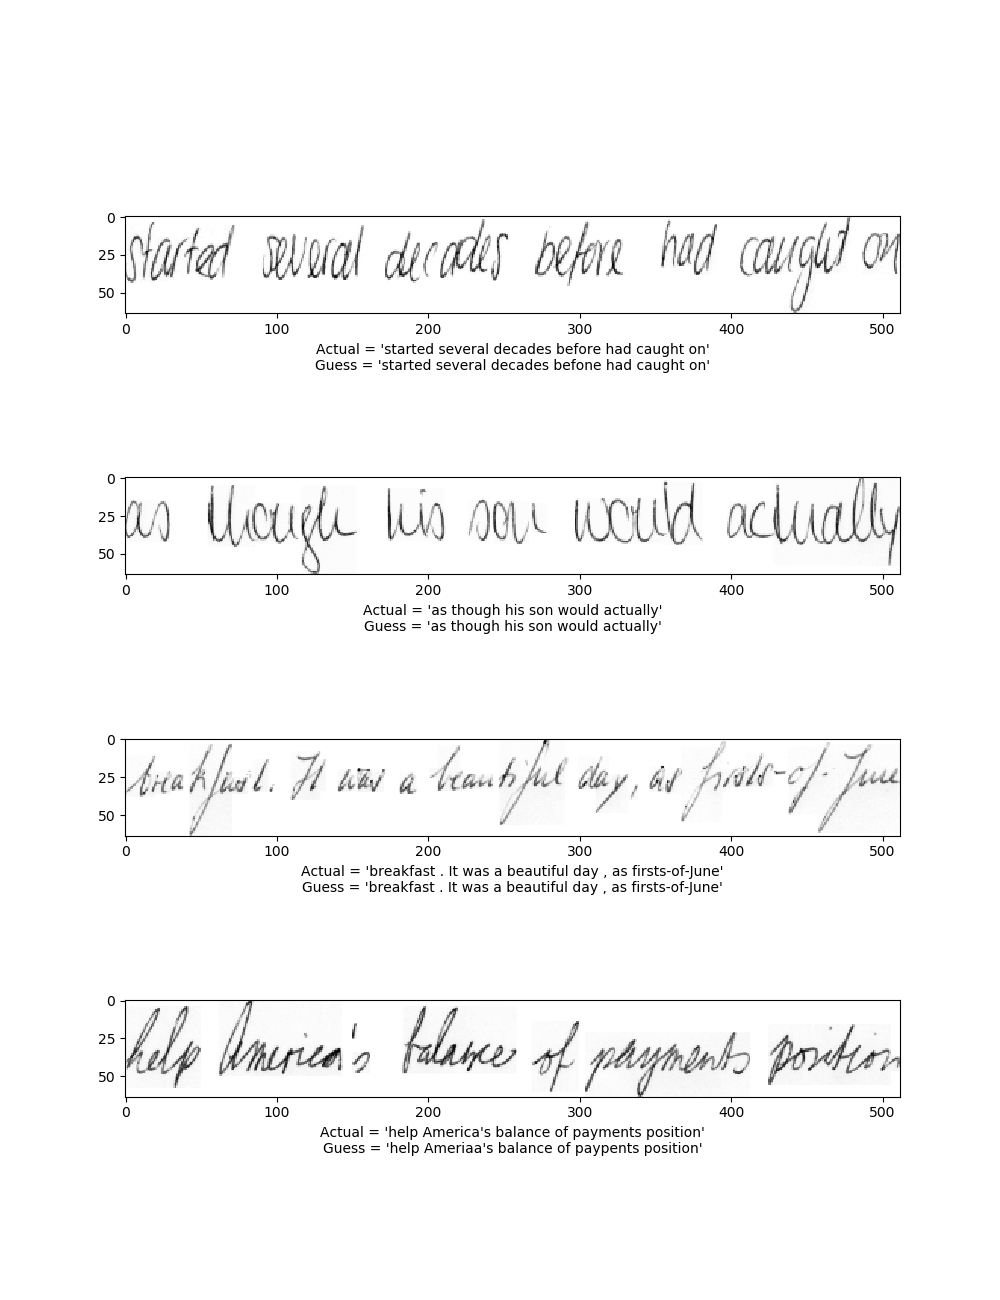 0
25
50
started several decades before had caught on
0 100 200 300 400 500
Actual = 'started several decades before had caught on'
Guess = 'started several decades befone had caught on'
0
25
50
as though his son would actually
0 100 200 300 400 500
Actual = 'as though his son would actually'
Guess = 'as though his son would actually'
0
25
50
breakfast. It was a beautiful day, as firsts-of-June
0 100 200 300 400 500
Actual = 'breakfast . It was a beautiful day , as firsts-of-June'
Guess = 'breakfast . It was a beautiful day , as firsts-of-June'
0
25
50
help America's balance of payments position
0 100 200 300 400 500
Actual = 'help America's balance of payments position'
Guess = 'help Ameriaa's balance of paypents position'